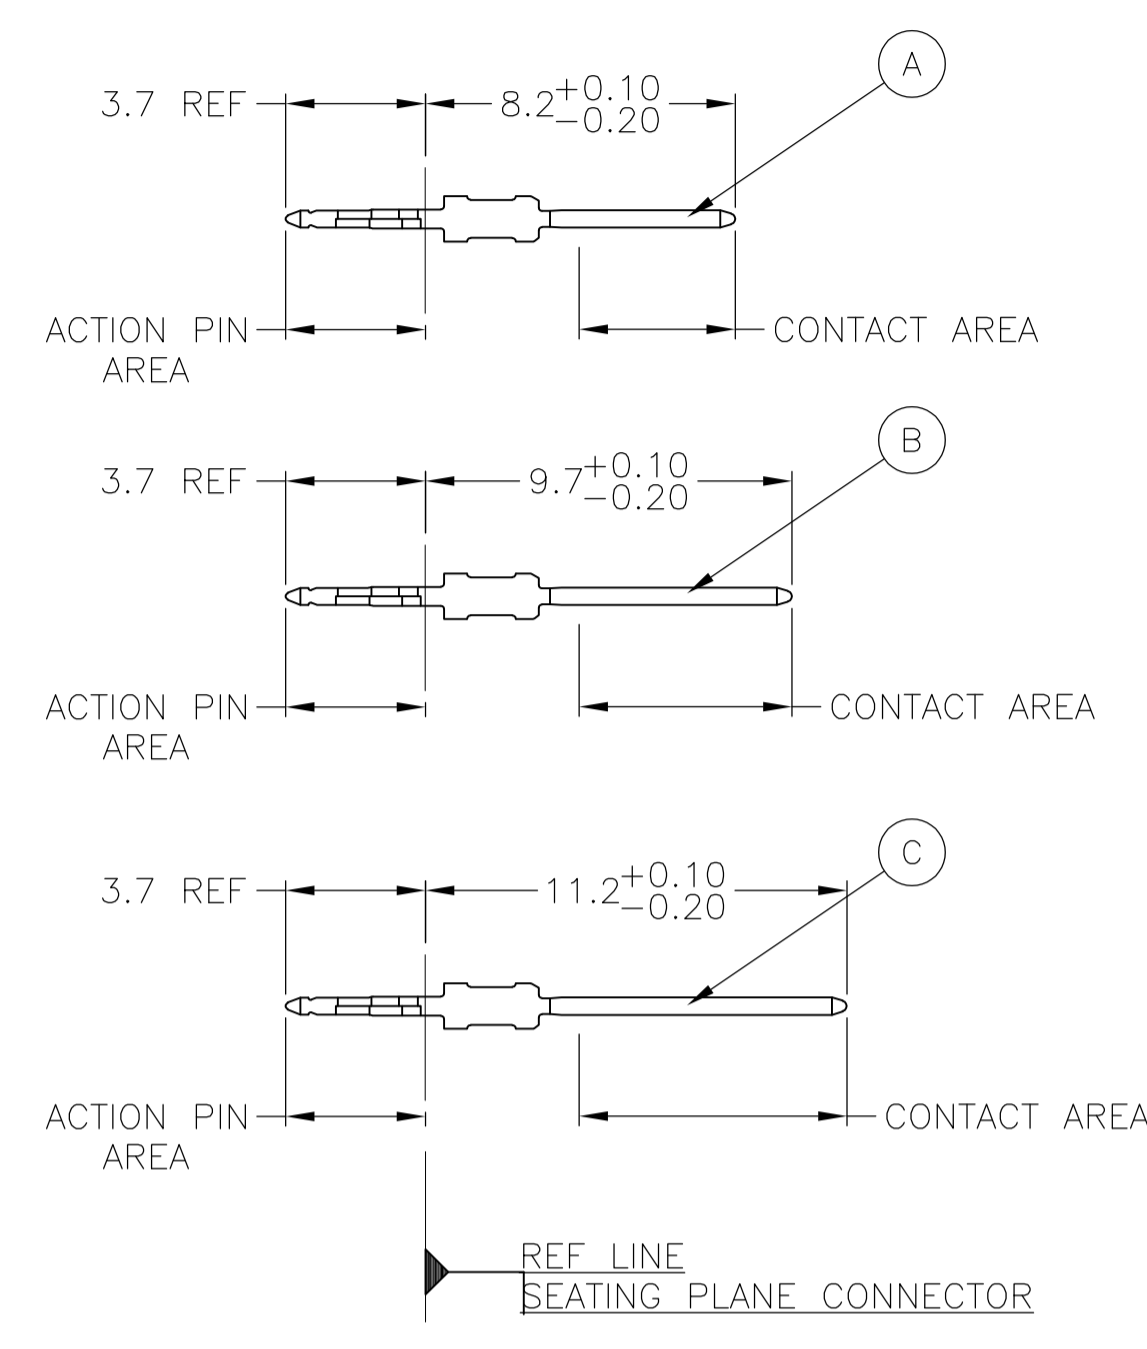 A
3.7 REF
8.2 +0.10
-0.20
ACTION PIN
AREA
CONTACT AREA
B
3.7 REF
9.7 +0.10
-0.20
ACTION PIN
AREA
CONTACT AREA
C
3.7 REF
11.2 +0.10
-0.20
ACTION PIN
AREA
CONTACT AREA
REF LINE
SEATING PLANE CONNECTOR